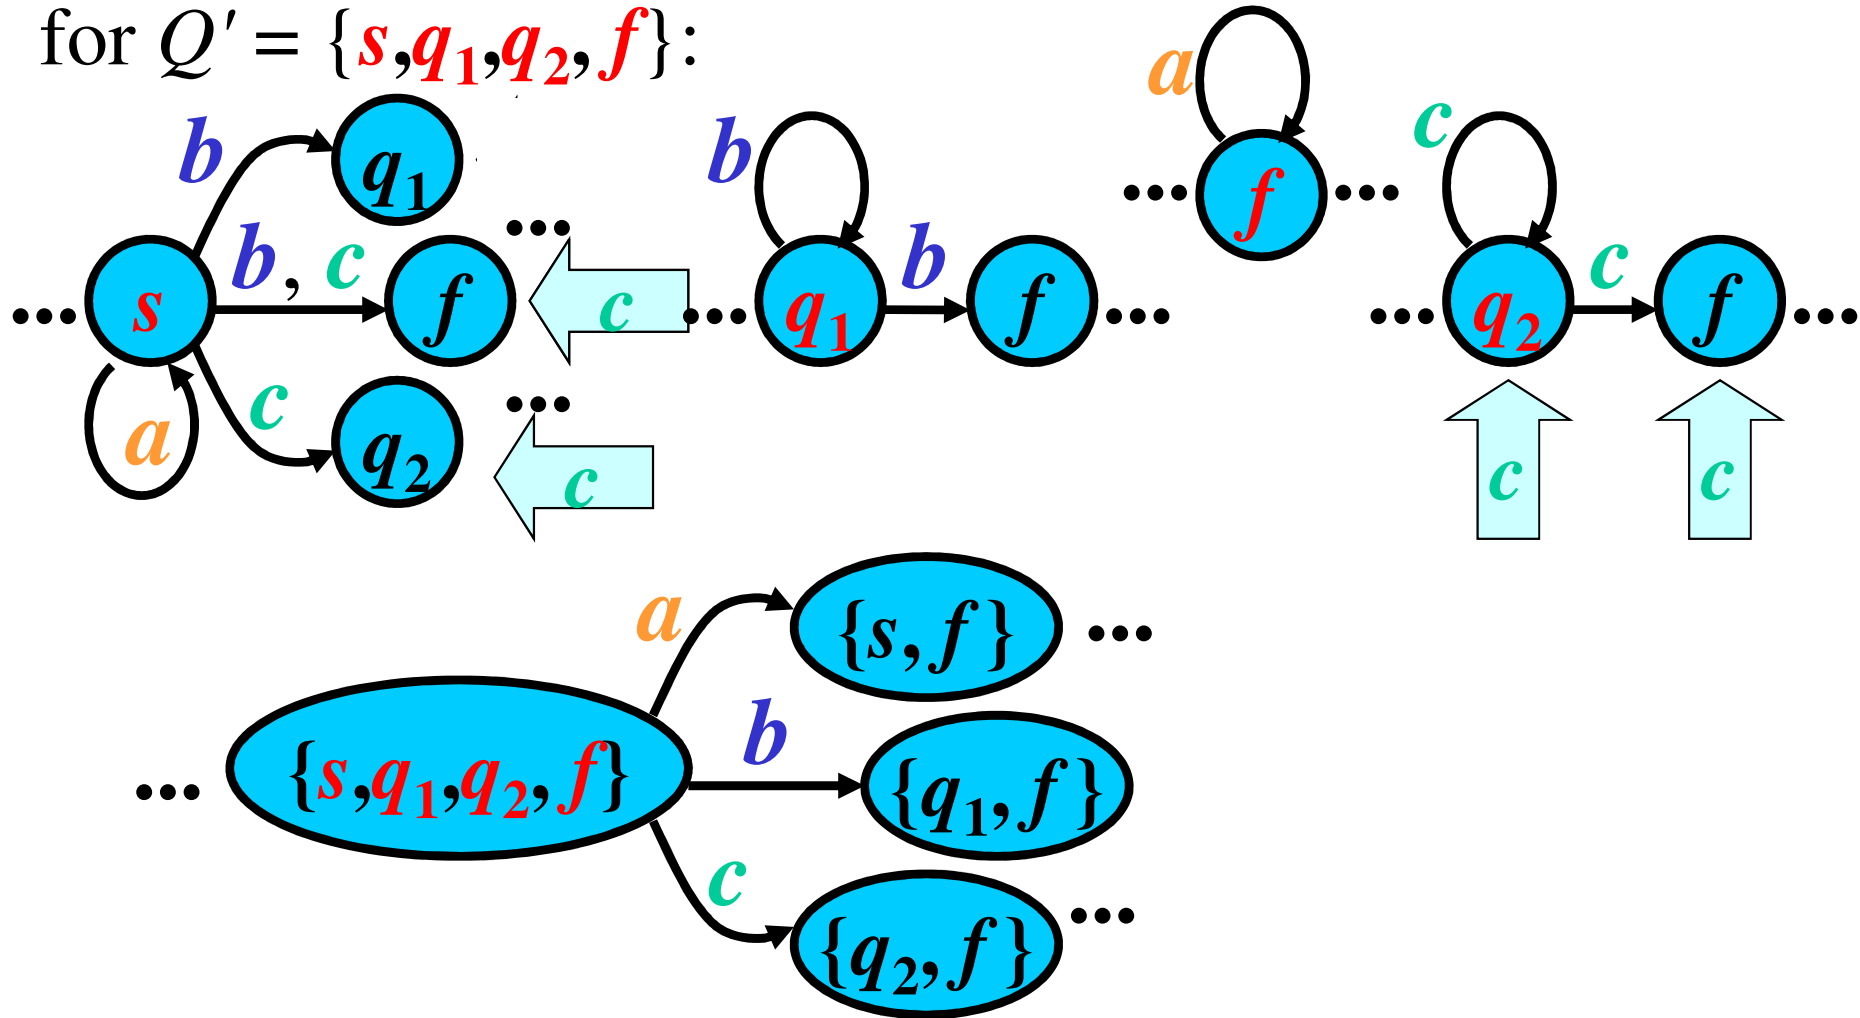 for Q′ = {s,q₁,q₂,f}:
a
b
q₁
b
c
...
f
...
...
b, c
f
c
... s
... q₁
b
f
...
... q₂
c
f
...
a
c
q₂
...
c
c
c
a
{s,f}
...
b
... {s,q₁,q₂,f}
{q₁,f}
c
{q₂,f}
...